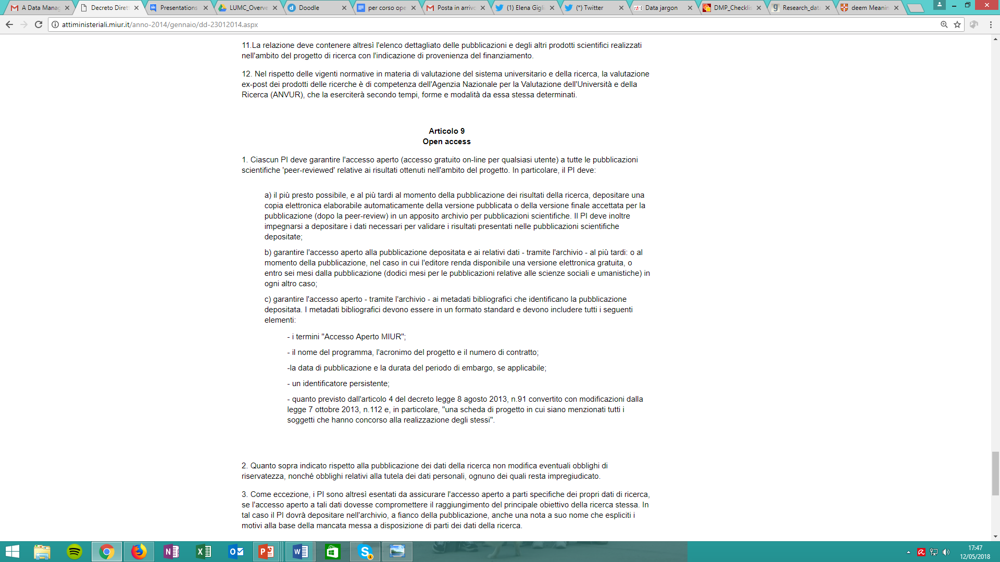 A Data Manag
Decreto Dirett
Presentations
LUMC_Overve
Doodle
per corso ope
Posta in arrivo
(1) Elena Gigli
(*) Twitter
Data jargon
DMP_Checklis
Research_data
deem Meanin
attiministeriali.miur.it/anno-2014/gennaio/dd-23012014.aspx
11.La relazione deve contenere altresì l'elenco dettagliato delle pubblicazioni e degli altri prodotti scientifici realizzati
nell'ambito del progetto di ricerca con l'indicazione di provenienza del finanziamento.
12. Nel rispetto delle vigenti normative in materia di valutazione del sistema universitario e della ricerca, la valutazione
ex-post dei prodotti delle ricerche è di competenza dell'Agenzia Nazionale per la Valutazione dell'Università e della
Ricerca (ANVUR), che la eserciterà secondo tempi, forme e modalità da essa stessa determinati.
Articolo 9
Open access
1. Ciascun PI deve garantire l'accesso aperto (accesso gratuito on-line per qualsiasi utente) a tutte le pubblicazioni
scientifiche 'peer-reviewed' relative ai risultati ottenuti nell'ambito del progetto. In particolare, il PI deve:
a) il più presto possibile, e al più tardi al momento della pubblicazione dei risultati della ricerca, depositare una
copia elettronica elaborabile automaticamente della versione pubblicata o della versione finale accettata per la
pubblicazione (dopo la peer-review) in un apposito archivio per pubblicazioni scientifiche. Il PI deve inoltre
impegnarsi a depositare i dati necessari per validare i risultati presentati nelle pubblicazioni scientifiche
depositate;
b) garantire l'accesso aperto alla pubblicazione depositata e ai relativi dati - tramite l'archivio - al più tardi: o al
momento della pubblicazione, nel caso in cui l'editore renda disponibile una versione elettronica gratuita, o
entro sei mesi dalla pubblicazione (dodici mesi per le pubblicazioni relative alle scienze sociali e umanistiche) in
ogni altro caso;
c) garantire l'accesso aperto - tramite l'archivio - ai metadati bibliografici che identificano la pubblicazione
depositata. I metadati bibliografici devono essere in un formato standard e devono includere tutti i seguenti
elementi:
- i termini "Accesso Aperto MIUR";
- il nome del programma, l'acronimo del progetto e il numero di contratto;
-la data di pubblicazione e la durata del periodo di embargo, se applicabile;
- un identificatore persistente;
- quanto previsto dall'articolo 4 del decreto legge 8 agosto 2013, n.91 convertito con modificazioni dalla
legge 7 ottobre 2013, n.112 e, in particolare, "una scheda di progetto in cui siano menzionati tutti i
soggetti che hanno concorso alla realizzazione degli stessi".
2. Quanto sopra indicato rispetto alla pubblicazione dei dati della ricerca non modifica eventuali obblighi di
riservatezza, nonché obblighi relativi alla tutela dei dati personali, ognuno dei quali resta impregiudicato.
3. Come eccezione, i PI sono altresì esentati da assicurare l'accesso aperto a parti specifiche dei propri dati di ricerca,
se l'accesso aperto a tali dati dovesse compromettere il raggiungimento del principale obiettivo della ricerca stessa. In
tal caso il PI dovrà depositare nell'archivio, a fianco della pubblicazione, anche una nota a suo nome che espliciti i
motivi alla base della mancata messa a disposizione di parti dei dati della ricerca.
17:47
12/05/2018